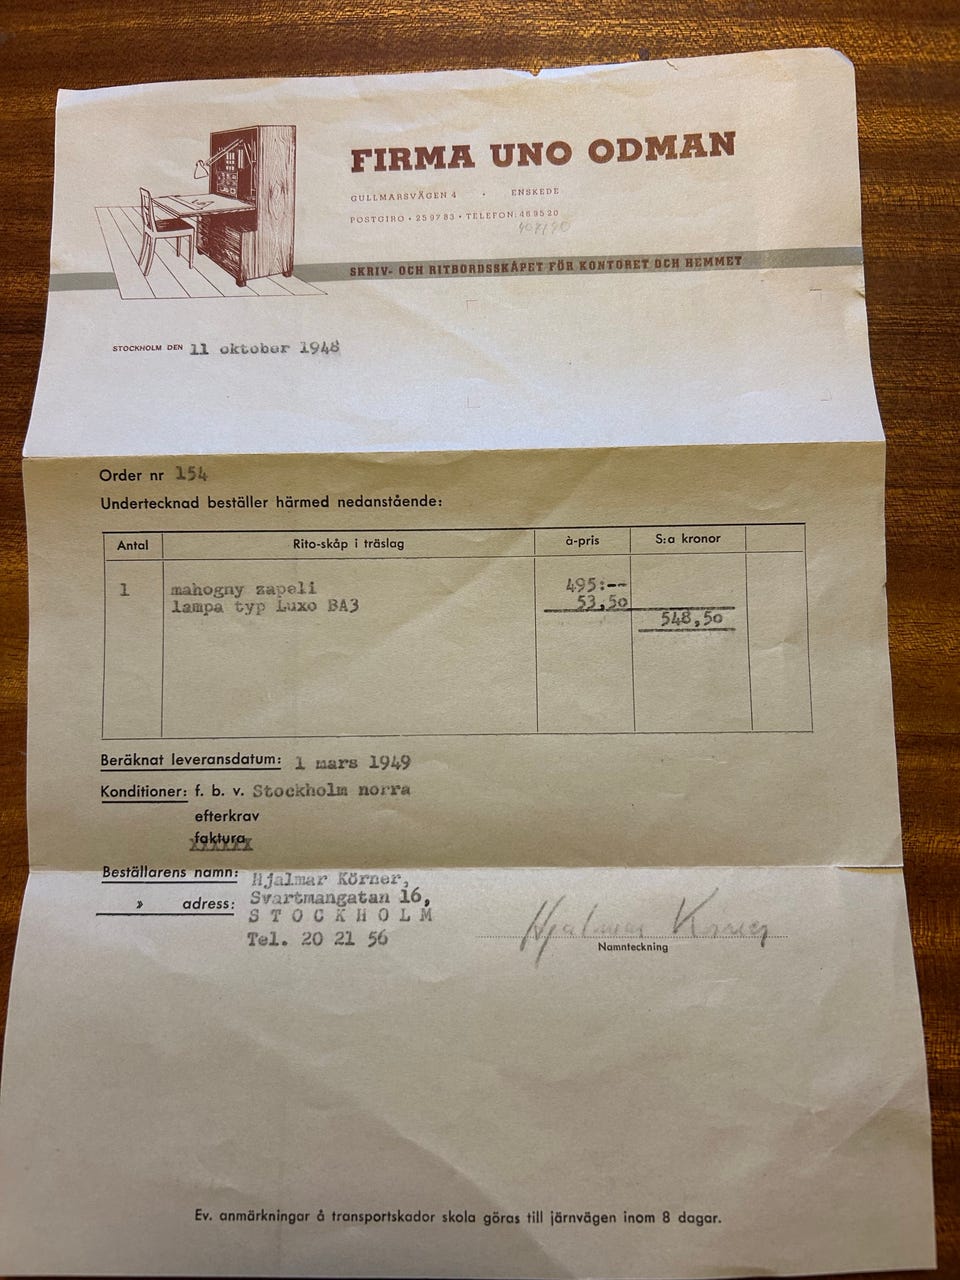 FIRMA UNO ODMAN
GULLMARSVÄGEN 4 · ENSKEDE
POSTGIRO · 25 97 83 · TELEFON: 46 95 20
SKRIV- OCH RITBORDSSKÅPET FÖR KONTORET OCH HEMMET
STOCKHOLM DEN 11 oktober 1948
Order nr 154
Undertecknad beställer härmed nedanstående:
Antal Rito-skåp i träslag à-pris S:a kronor
1 mahogny zapeli 495:--
lampa typ Luxo BA3 53,50
548,50
Beräknat leveransdatum: 1 mars 1949
Konditioner: f. b. v. Stockholm norra
efterkrav
faktura
Beställarens namn: Hjalmar Körner,
» adress: Svartmangatan 16,
S T O C K H O L M
Tel. 20 21 56
Hjalmar Körner
Namnteckning
Ev. anmärkningar å transportskador skola göras till järnvägen inom 8 dagar.